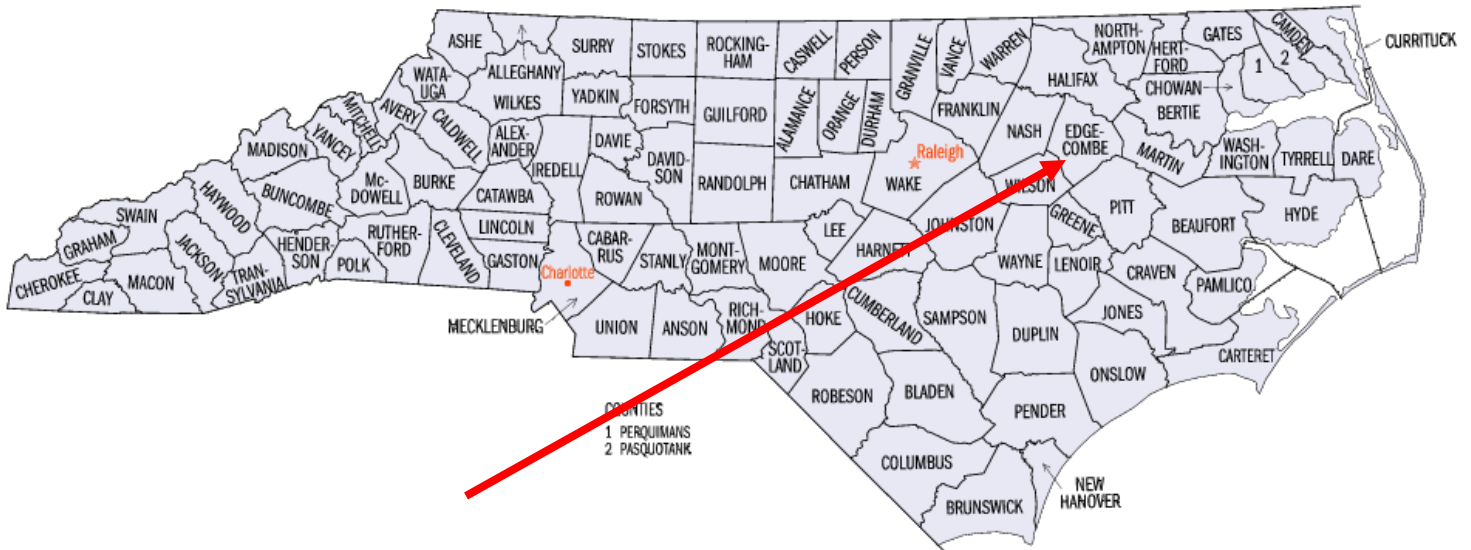 ASHE
ALLEGHANY
SURRY
STOKES
ROCKING-
HAM
CASWELL
PERSON
GRANVILLE
VANCE
WARREN
NORTH-
AMPTON
HERT-
FORD
GATES
CAMDEN
CURRITUCK
1
2
WATA-
UGA
WILKES
YADKIN
FORSYTH
GUILFORD
ALAMANCE
ORANGE
DURHAM
FRANKLIN
HALIFAX
CHOWAN
BERTIE
MITCHELL
AVERY
CALDWELL
ALEX-
ANDER
IREDELL
DAVIE
DAVID-
SON
RANDOLPH
CHATHAM
WAKE
Raleigh
NASH
EDGE-
COMBE
MARTIN
WASH-
INGTON
TYRRELL
DARE
MADISON
YANCEY
McDOWELL
BURKE
CATAWBA
ROWAN
WILSON
PITT
BEAUFORT
HYDE
SWAIN
HAYWOOD
BUNCOMBE
RUTHER-
FORD
CLEVELAND
LINCOLN
GASTON
CABAR-
RUS
STANLY
MONT-
GOMERY
MOORE
LEE
HARNETT
JOHNSTON
GREENE
WAYNE
LENOIR
CRAVEN
PAMLICO
GRAHAM
CHEROKEE
CLAY
MACON
JACKSON
TRAN-
SYLVANIA
HENDER-
SON
POLK
Charlotte
MECKLENBURG
UNION
ANSON
RICH-
MOND
SCOT-
LAND
HOKE
CUMBERLAND
SAMPSON
DUPLIN
JONES
CARTERET
ONSLOW
ROBESON
BLADEN
PENDER
COLUMBUS
BRUNSWICK
NEW
HANOVER
COUNTIES
1 PERQUIMANS
2 PASQUOTANK